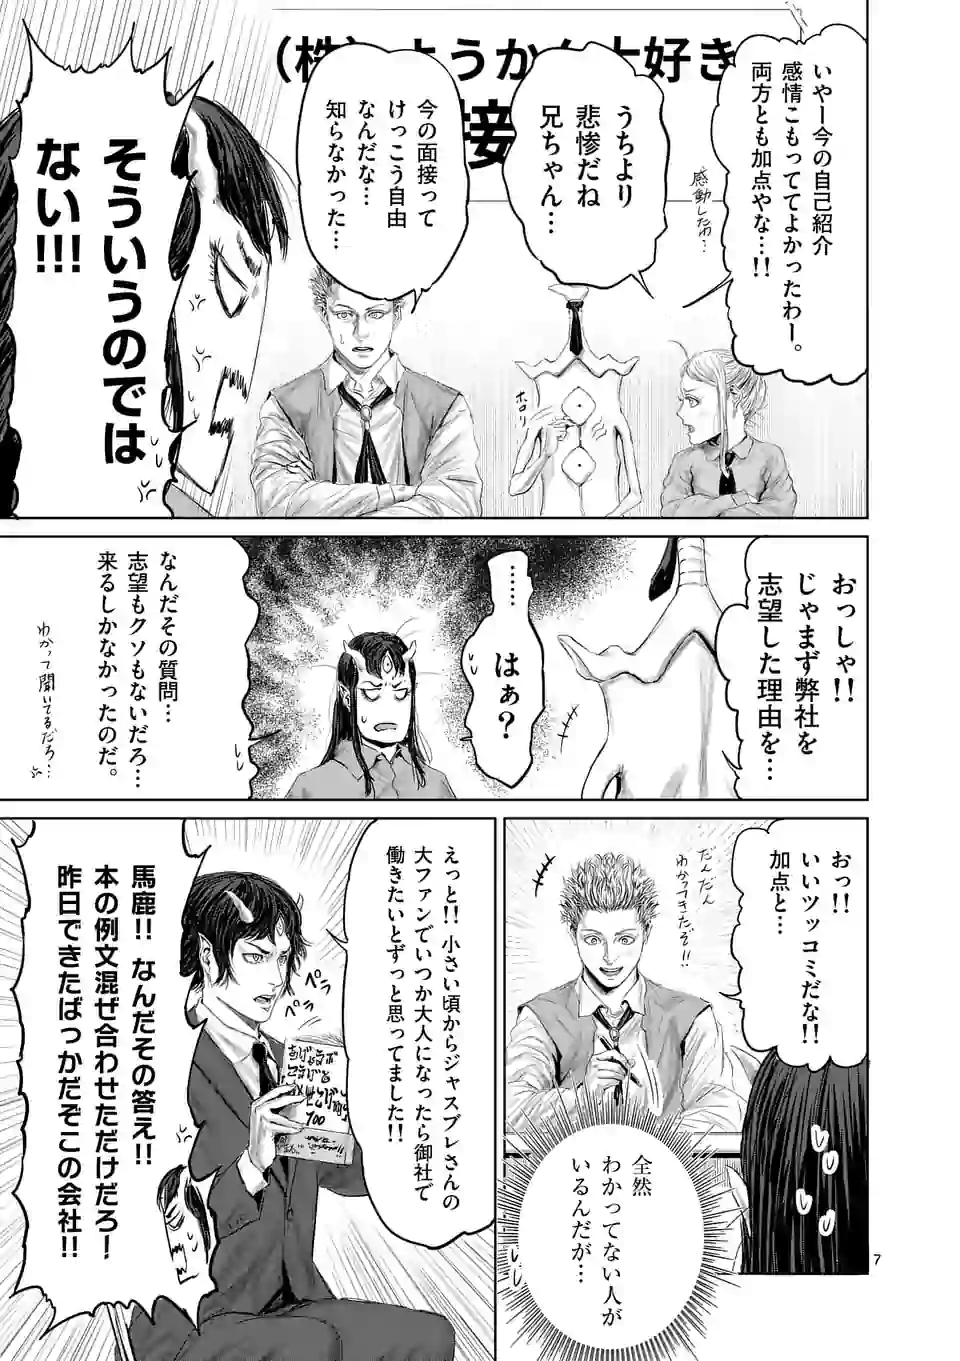 いやー今の自己紹介
感情こもっててよかったわー。
両方とも加点やな…!!
感動したわ…
うちより
悲惨だね
兄ちゃん…
(株)
大好き
接
今の面接って
けっこう自由
なんだな…
知らなかった…
ホロリ
そういうのでは
ない!!!
おっしゃ!!
じゃまず弊社を
志望した理由を…
……
はぁ?
なんだその質問…
志望もクソもないだろ…
来るしかなかったのだ。
わかって聞いてるだろ…
おっ!!
いいツッコミだな!!
加点と…
だんだん
わかってきたぞ!!
全然
わかってない人が
いるんだが…
えっと!! 小さい頃からジャスプレさんの
大ファンでいつか大人になったら御社で
働きたいとずっと思ってました!!
ペラ
ペラ
100
馬鹿!! なんだその答え!!
本の例文混ぜ合わせただけだろー
昨日できたばっかだぞこの会社!!
7